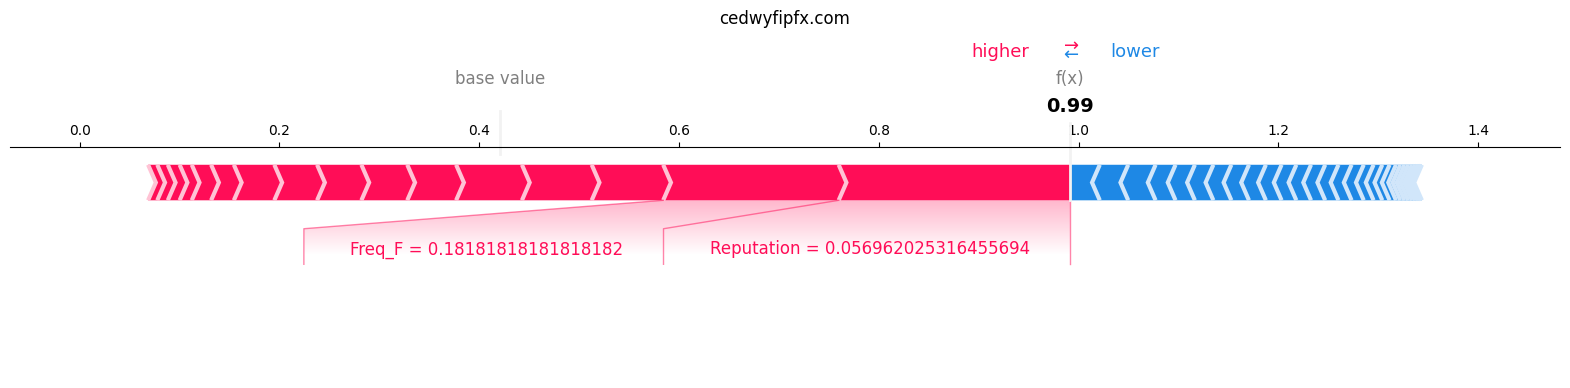 cedwyfipfx.com
higher ⇄ lower
base value f(x)
0.99
0.0 0.2 0.4 0.6 0.8 1.0 1.2 1.4
Freq_F = 0.18181818181818182 Reputation = 0.056962025316455694